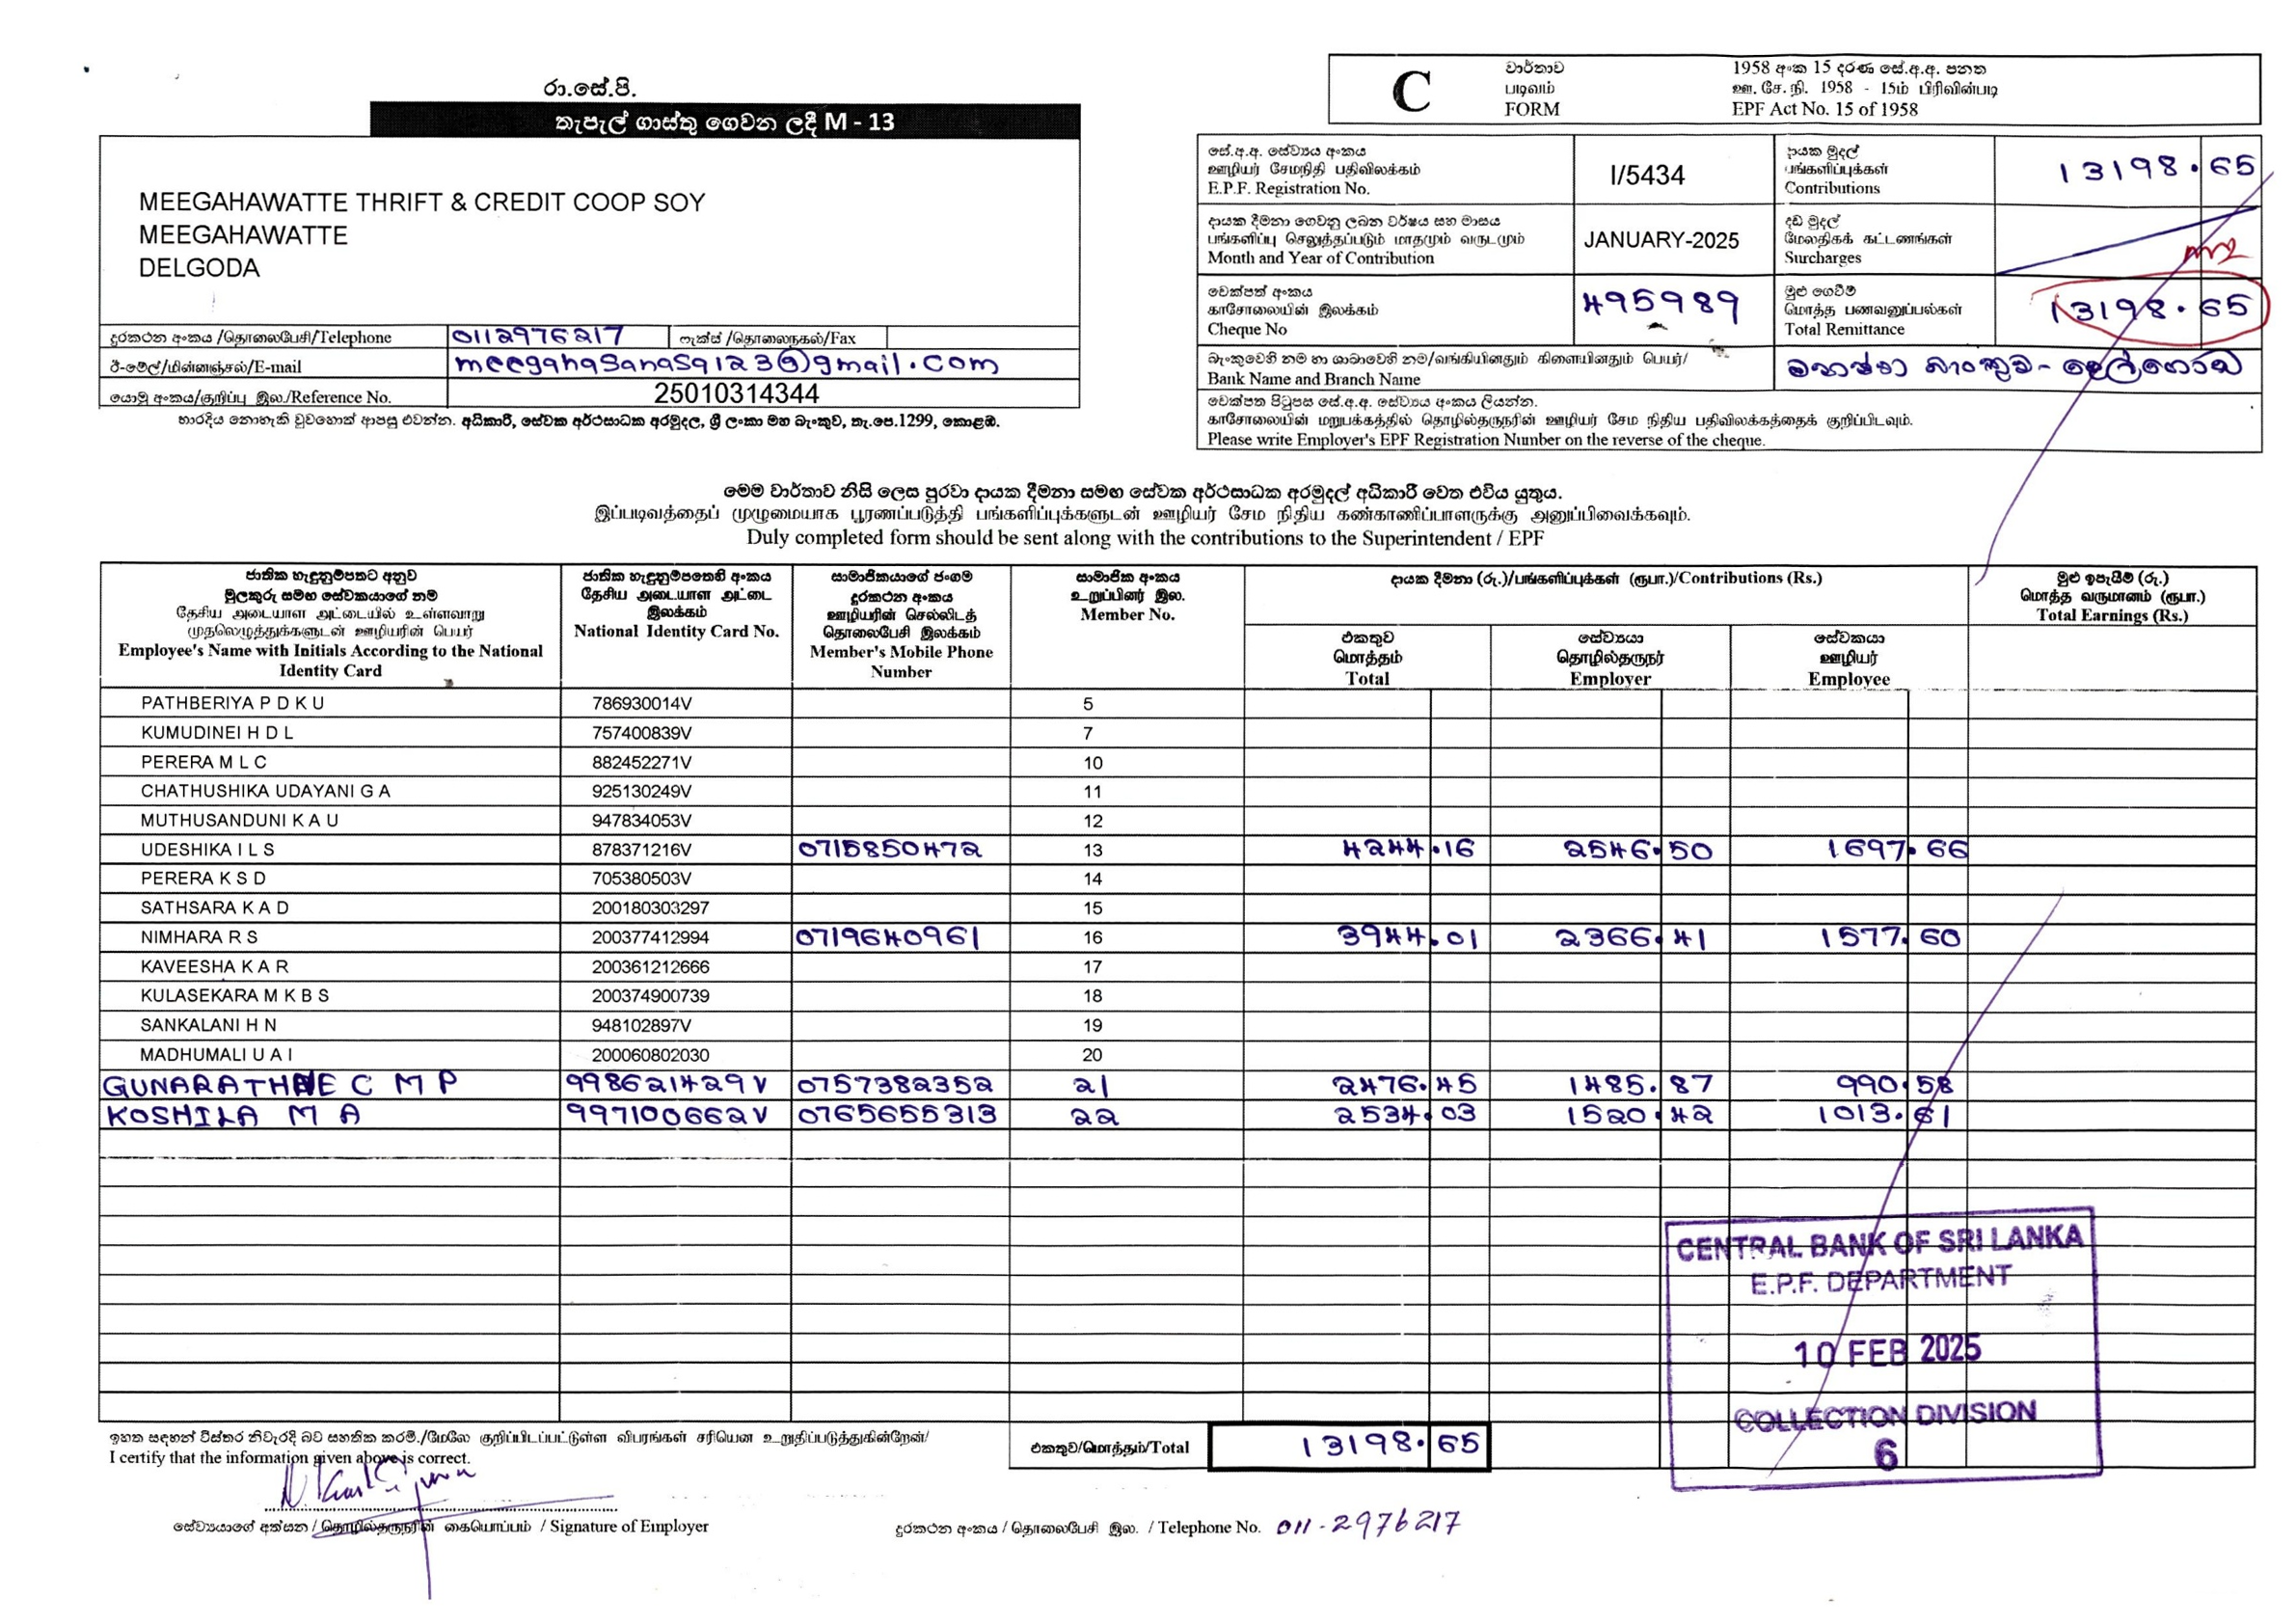 රා.සේ.පි.
තැපැල් ගාස්තු ගෙවන ලදී M - 13
MEEGAHAWATTE THRIFT & CREDIT COOP SOY
MEEGAHAWATTE
DELGODA
දුරකථන අංකය /தொலைபேசி/Telephone 0112976217 ෆැක්ස් /தொலைநகல்/Fax
ඊ-මේල්/மின்னஞ்சல்/E-mail meegahasanasa123@gmail.com
යොමු අංකය/குறிப்பு இல./Reference No. 25010314344
භාරදිය නොහැකි වුවහොත් ආපසු එවන්න. අධිකාරී, සේවක අර්ථසාධක අරමුදල, ශ්‍රී ලංකා මහ බැංකුව, තැ.පෙ.1299, කොළඹ.
C
වාර්තාව
படிவம்
FORM
1958 අංක 15 දරණ සේ.අ.අ. පනත
ஊ. சே. நி. 1958 - 15ம் பிரிவின்படி
EPF Act No. 15 of 1958
සේ.අ.අ. සේව්‍ය අංකය
ஊழியர் சேமநிதி பதிவிலக்கம்
E.P.F. Registration No.
I/5434
දායක මුදල්
பங்களிப்புக்கள்
Contributions
13198.65
දායක දීමනා ගෙවනු ලබන වර්ෂය සහ මාසය
பங்களிப்பு செலுத்தப்படும் மாதமும் வருடமும்
Month and Year of Contribution
JANUARY-2025
දඩ මුදල්
மேலதிகக் கட்டணங்கள்
Surcharges
චෙක්පත් අංකය
காசோலையின் இலக்கம்
Cheque No
495989
මුළු ගෙවීම්
மொத்த பணவனுப்பல்கள்
Total Remittance
13198.65
බැංකුවෙහි නම හා ශාඛාවෙහි නම/வங்கியினதும் கிளையினதும் பெயர்/
Bank Name and Branch Name
බැංකුව - දෙල්ගොඩ
චෙක්පත පිටුපස සේ.අ.අ. සේව්‍ය අංකය ලියන්න.
காசோலையின் மறுபக்கத்தில் தொழில்தருநரின் ஊழியர் சேம நிதிய பதிவிலக்கத்தைக் குறிப்பிடவும்.
Please write Employer's EPF Registration Number on the reverse of the cheque.
මෙම වාර්තාව නිසි ලෙස පුරවා දායක දීමනා සමඟ සේවක අර්ථසාධක අරමුදල් අධිකාරී වෙත එවිය යුතුය.
இப்படிவத்தைப் முழுமையாக பூரணப்படுத்தி பங்களிப்புக்களுடன் ஊழியர் சேம நிதிய கண்காணிப்பாளருக்கு அனுப்பிவைக்கவும்.
Duly completed form should be sent along with the contributions to the Superintendent / EPF
ජාතික හැඳුනුම්පතට අනුව
මුලකුරු සමඟ සේවකයාගේ නම
தேசிய அடையாள அட்டையில் உள்ளவாறு
முதலெழுத்துக்களுடன் ஊழியரின் பெயர்
Employee's Name with Initials According to the National
Identity Card
ජාතික හැඳුනුම්පතෙහි අංකය
தேசிய அடையாள அட்டை
இலக்கம்
National Identity Card No.
සාමාජිකයාගේ ජංගම
දුරකථන අංකය
ஊழியரின் செல்லிடத்
தொலைபேசி இலக்கம்
Member's Mobile Phone
Number
සාමාජික අංකය
உறுப்பினர் இல.
Member No.
දායක දීමනා (රු.)/பங்களிப்புக்கள் (ரூபா.)/Contributions (Rs.)
එකතුව
மொத்தம்
Total
සේව්‍යයා
தொழில்தருநர்
Employer
සේවකයා
ஊழியர்
Employee
මුළු ඉපැයීම් (රු.)
மொத்த வருமானம் (ரூபா.)
Total Earnings (Rs.)
PATHBERIYA P D K U 786930014V 5
KUMUDINEI H D L 757400839V 7
PERERA M L C 882452271V 10
CHATHUSHIKA UDAYANI G A 925130249V 11
MUTHUSANDUNI K A U 947834053V 12
UDESHIKA I L S 878371216V 0715850472 13 4244.16 2546.50 1697.66
PERERA K S D 705380503V 14
SATHSARA K A D 200180303297 15
NIMHARA R S 200377412994 0719640961 16 3944.01 2366.41 1577.60
KAVEESHA K A R 200361212666 17
KULASEKARA M K B S 200374900739 18
SANKALANI H N 948102897V 19
MADHUMALI U A I 200060802030 20
GUNARATHNE C M P 998621429V 0757382352 21 2476.45 1485.87 990.58
KOSHILA M A 997100662V 0765655313 22 2534.03 1520.42 1013.61
CENTRAL BANK OF SRI LANKA
E.P.F. DEPARTMENT
10 FEB 2025
COLLECTION DIVISION
6
ඉහත සඳහන් විස්තර නිවැරදි බව සහතික කරමි./மேலே குறிப்பிடப்பட்டுள்ள விபரங்கள் சரியென உறுதிப்படுத்துகின்றேன்/
I certify that the information given above is correct.
එකතුව/மொத்தம்/Total 13198.65
සේව්‍යයාගේ අත්සන / தொழில்தருநரின் கையொப்பம் / Signature of Employer
දුරකථන අංකය / தொலைபேசி இல. / Telephone No. 011-2976217